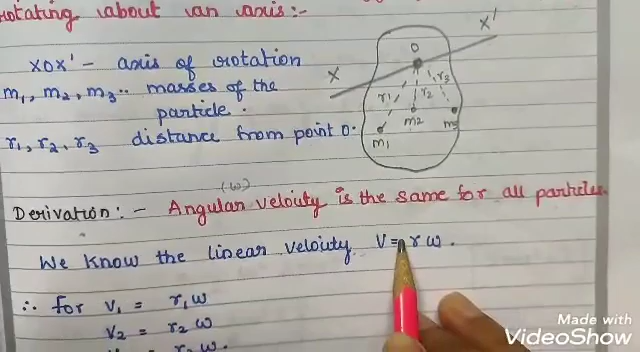 rotating about an axis:-
X'
XOX' - axis of rotation
O
m1, m2, m3.. masses of the
particle.
X
r1 r2 r3
r1, r2, r3 distance from point O.
m1 m2 m3
(ω)
Derivation:- Angular velocity is the same for all particles.
We know the linear velocity V = rω.
∴ for V1 = r1ω
V2 = r2ω
r3ω.
Made with
VideoShow